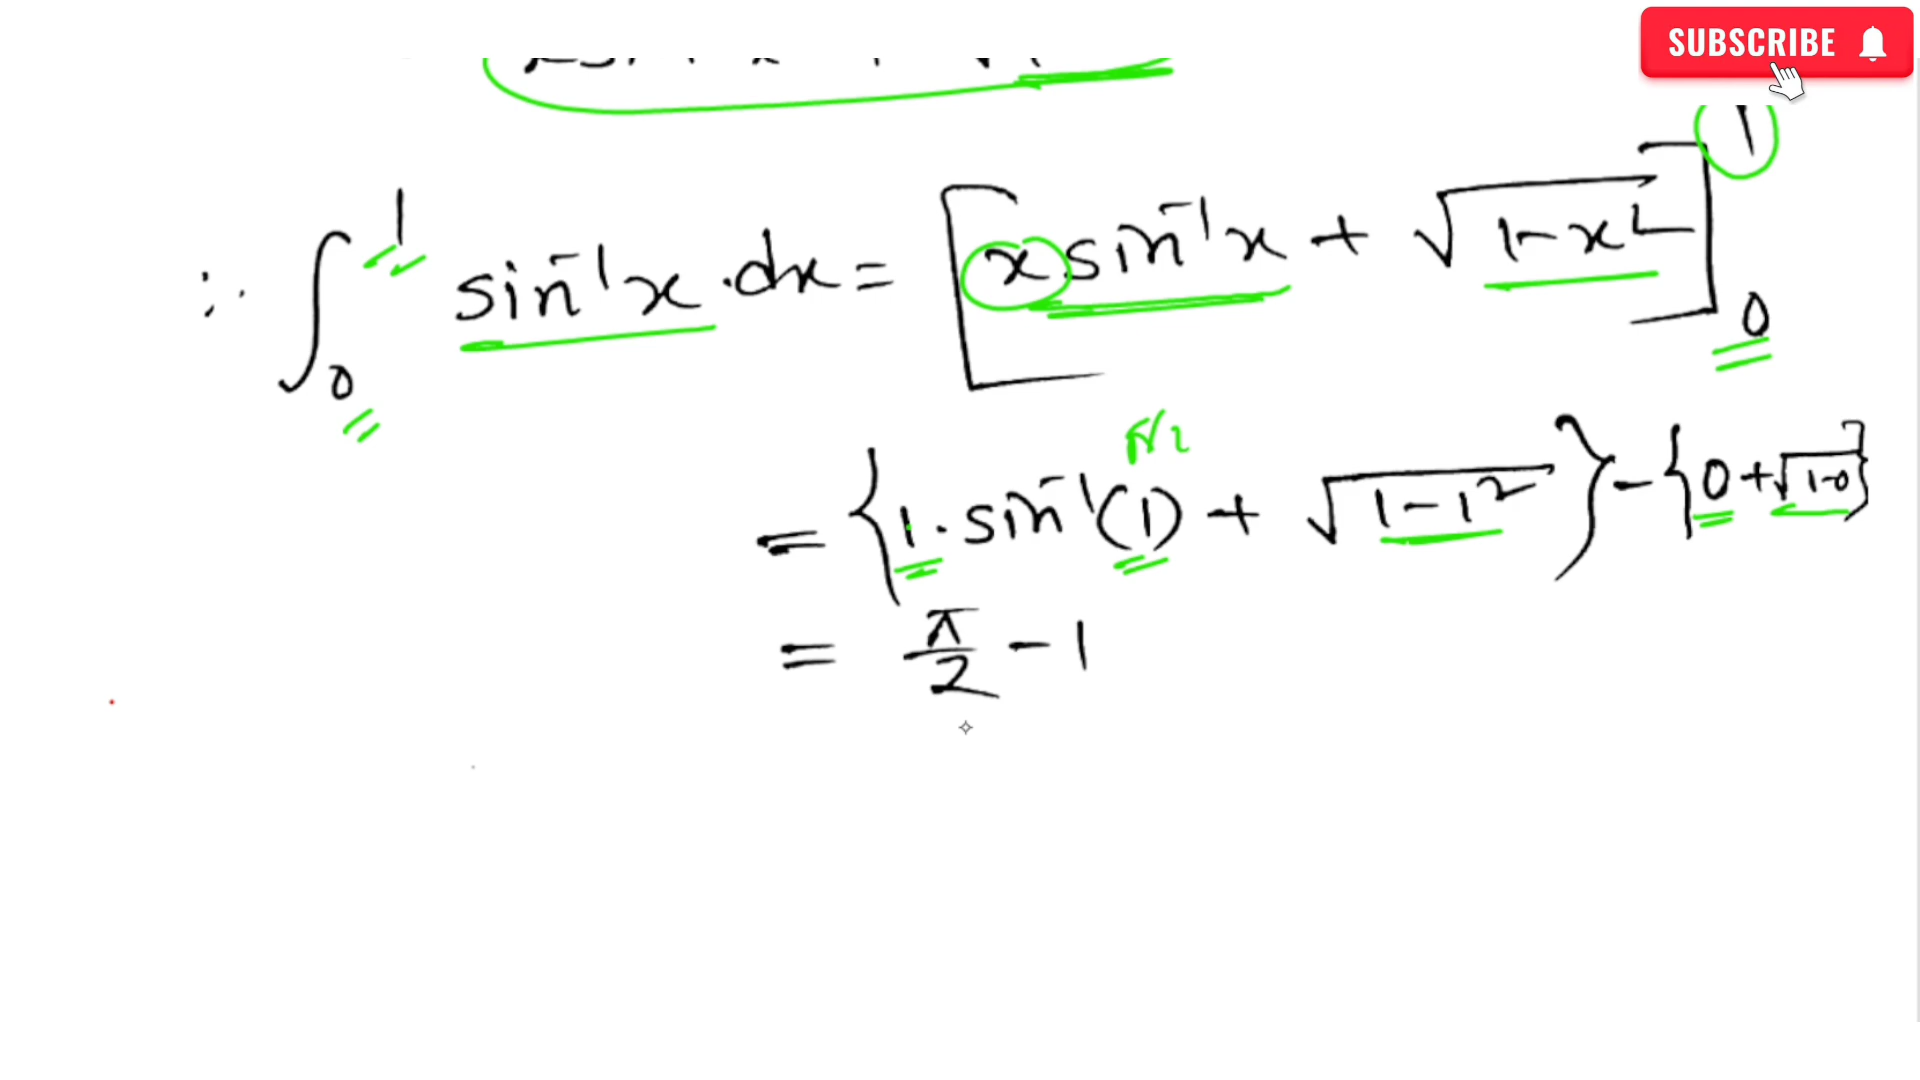 SUBSCRIBE
∵ ∫₀¹ sin⁻¹x · dx = [x sin⁻¹x + √(1-x²)]₀¹
π/2
= {1 · sin⁻¹(1) + √(1-1²)} - {0 + √(1-0)}
= π/2 - 1